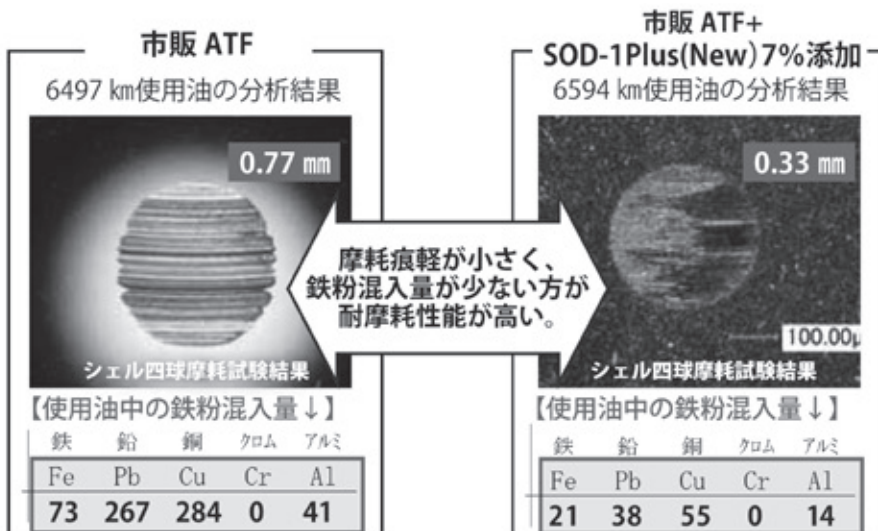 市販 ATF
6497 ㎞使用油の分析結果
0.77 ㎜
シェル四球摩耗試験結果
【使用油中の鉄粉混入量↓】
鉄 鉛 銅 クロム アルミ
Fe Pb Cu Cr Al
73 267 284 0 41
摩耗痕軽が小さく、
鉄粉混入量が少ない方が
耐摩耗性能が高い。
市販 ATF+
SOD-1Plus(New)7%添加
6594 ㎞使用油の分析結果
0.33 ㎜
100.00μ
シェル四球摩耗試験結果
【使用油中の鉄粉混入量↓】
鉄 鉛 銅 クロム アルミ
Fe Pb Cu Cr Al
21 38 55 0 14